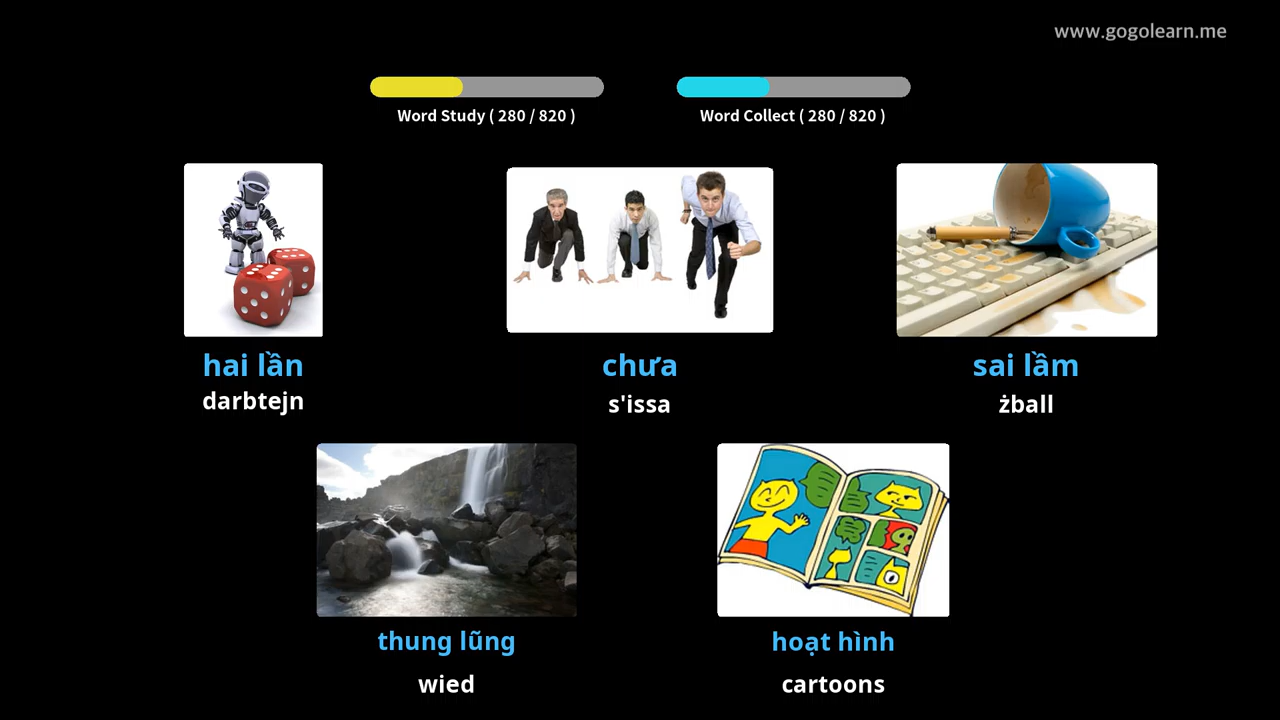 www.gogolearn.me
Word Study ( 280 / 820 )
Word Collect ( 280 / 820 )
hai lần
darbtejn
chưa
s'issa
sai lầm
żball
thung lũng
wied
hoạt hình
cartoons